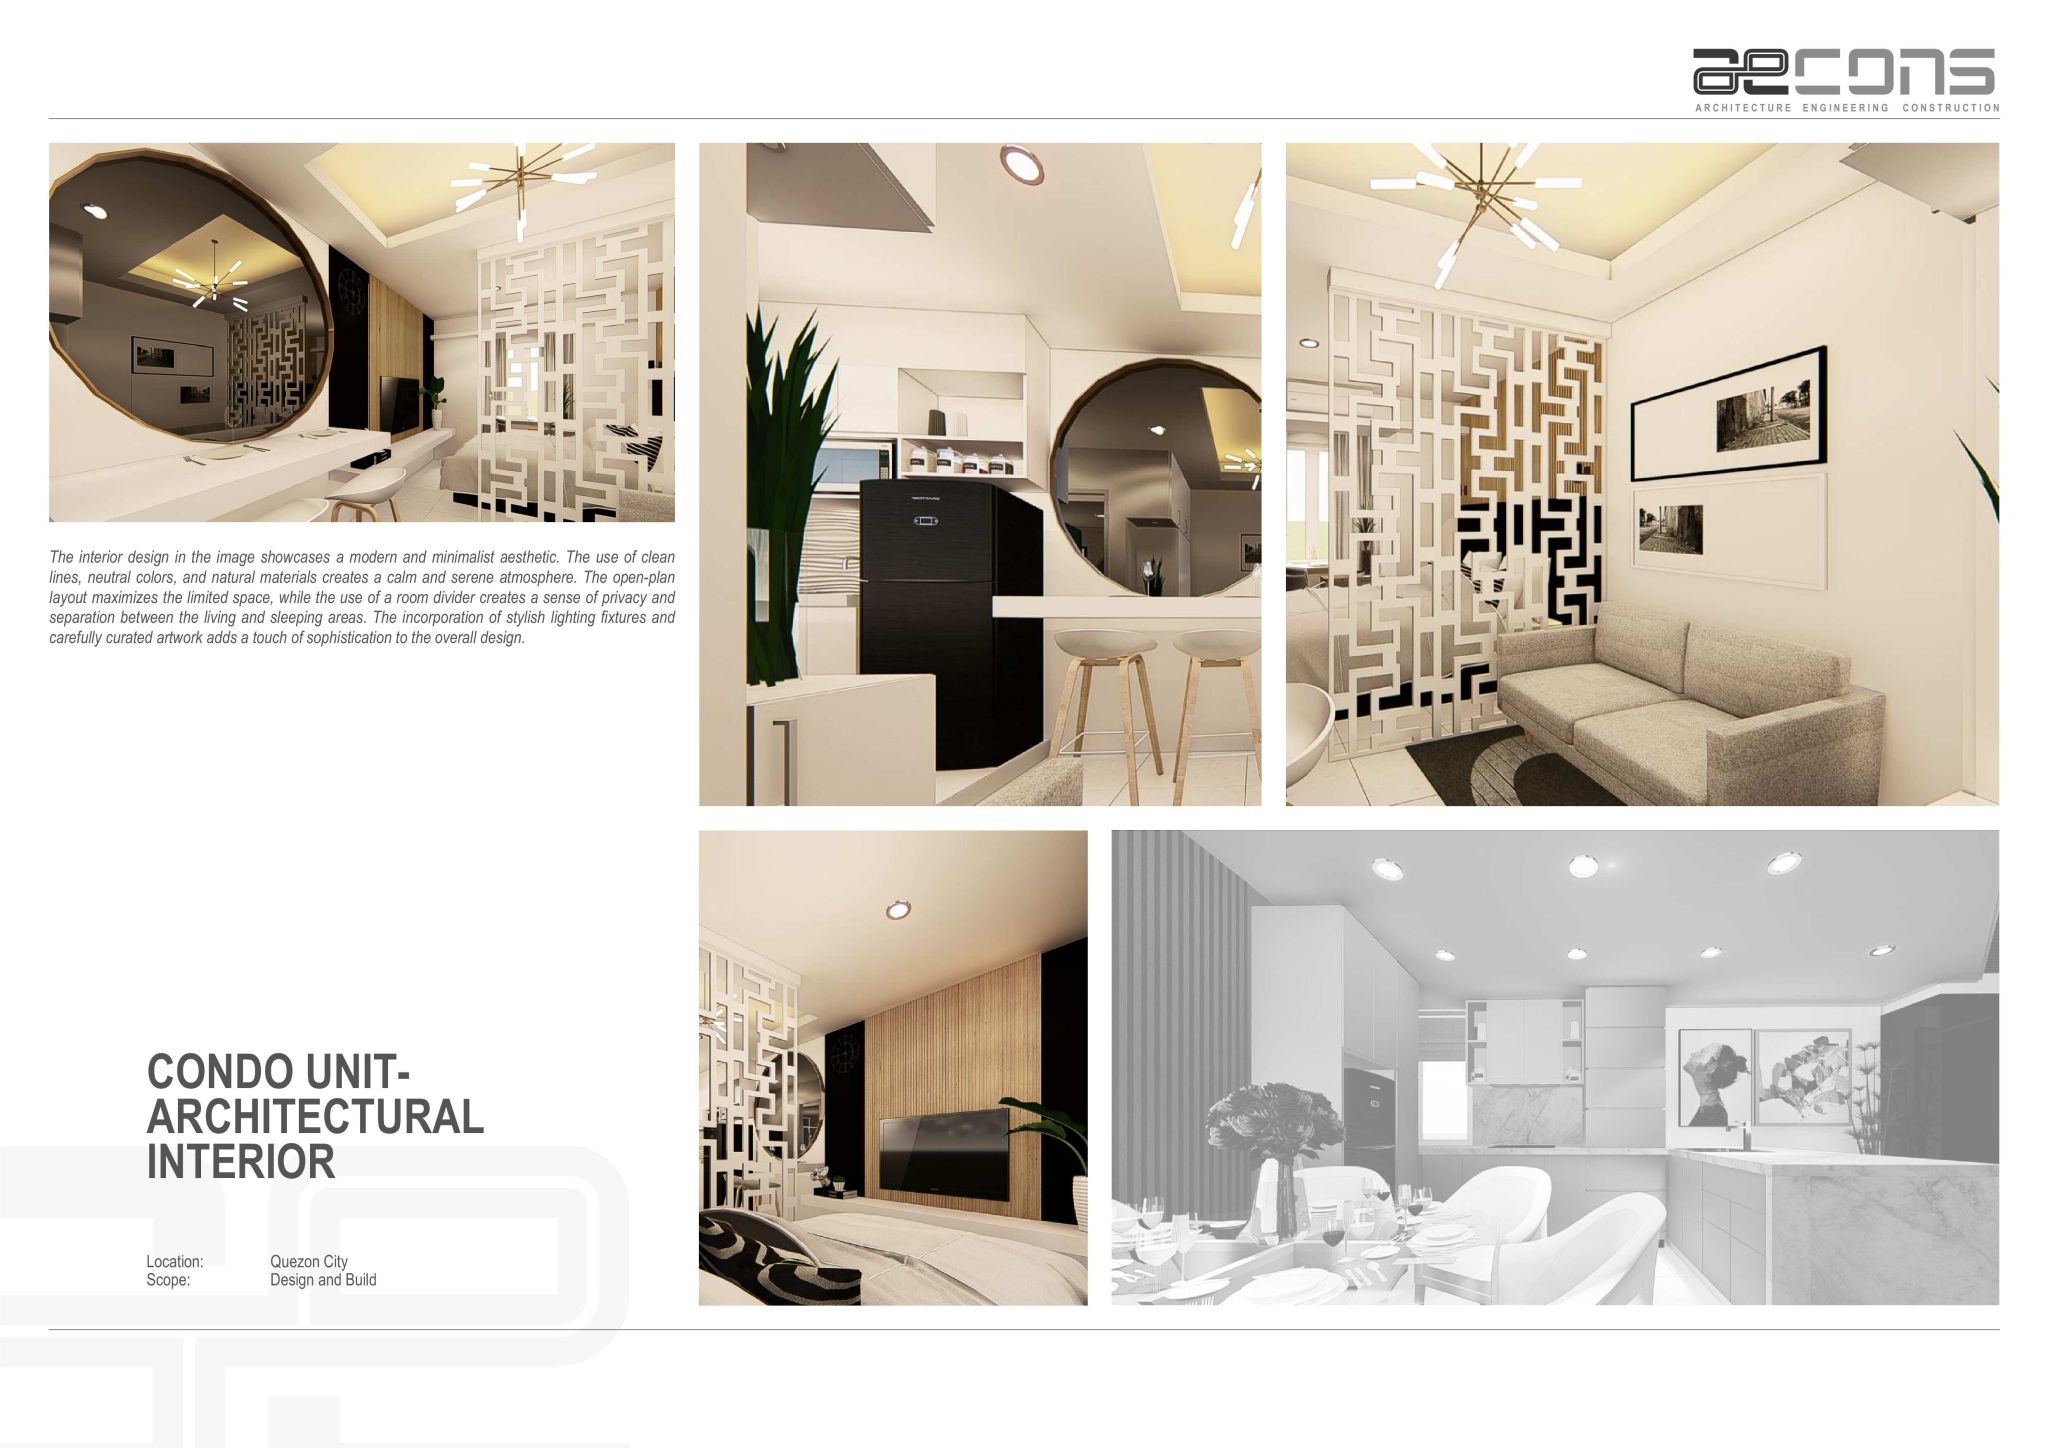 aecons
ARCHITECTURE ENGINEERING CONSTRUCTION
The interior design in the image showcases a modern and minimalist aesthetic. The use of clean
lines, neutral colors, and natural materials creates a calm and serene atmosphere. The open-plan
layout maximizes the limited space, while the use of a room divider creates a sense of privacy and
separation between the living and sleeping areas. The incorporation of stylish lighting fixtures and
carefully curated artwork adds a touch of sophistication to the overall design.
CONDO UNIT-
ARCHITECTURAL
INTERIOR
Location: Quezon City
Scope: Design and Build